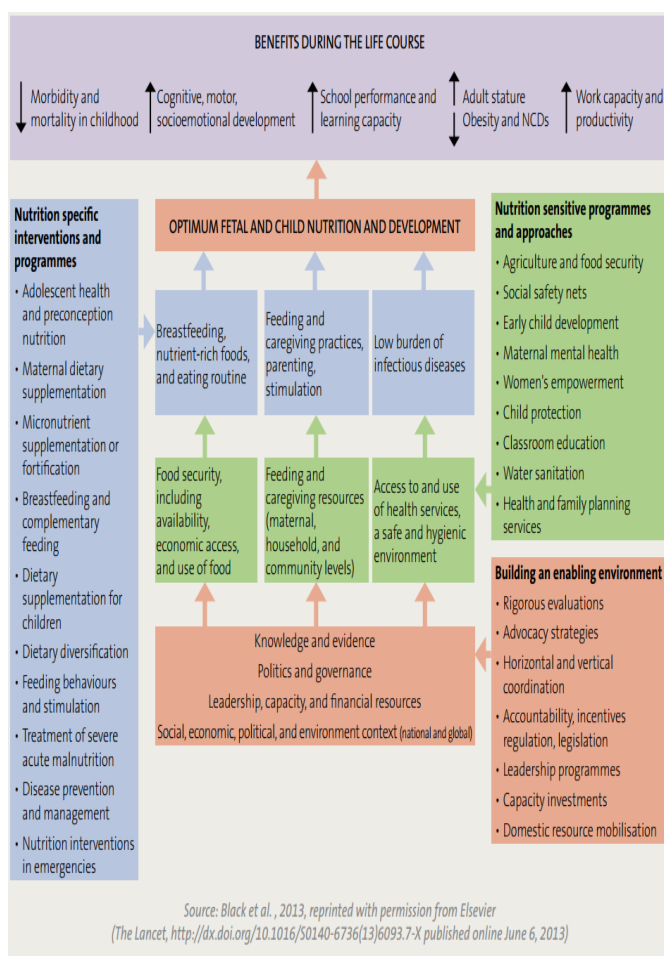 BENEFITS DURING THE LIFE COURSE
Morbidity and
mortality in childhood
Cognitive, motor,
socioemotional development
School performance and
learning capacity
Adult stature
Obesity and NCDs
Work capacity and
productivity
Nutrition specific
interventions and
programmes
• Adolescent health
and preconception
nutrition
• Maternal dietary
supplementation
• Micronutrient
supplementation or
fortification
• Breastfeeding and
complementary
feeding
• Dietary
supplementation for
children
• Dietary diversification
• Feeding behaviours
and stimulation
• Treatment of severe
acute malnutrition
• Disease prevention
and management
• Nutrition interventions
in emergencies
OPTIMUM FETAL AND CHILD NUTRITION AND DEVELOPMENT
Breastfeeding,
nutrient-rich foods,
and eating routine
Feeding and
caregiving practices,
parenting,
stimulation
Low burden of
infectious diseases
Food security,
including
availability,
economic access,
and use of food
Feeding and
caregiving resources
(maternal,
household, and
community levels)
Access to and use
of health services,
a safe and hygienic
environment
Knowledge and evidence
Politics and governance
Leadership, capacity, and financial resources
Social, economic, political, and environment context (national and global)
Nutrition sensitive programmes
and approaches
• Agriculture and food security
• Social safety nets
• Early child development
• Maternal mental health
• Women's empowerment
• Child protection
• Classroom education
• Water sanitation
• Health and family planning
services
Building an enabling environment
• Rigorous evaluations
• Advocacy strategies
• Horizontal and vertical
coordination
• Accountability, incentives
regulation, legislation
• Leadership programmes
• Capacity investments
• Domestic resource mobilisation
Source: Black et al. , 2013, reprinted with permission from Elsevier
(The Lancet, http://dx.doi.org/10.1016/S0140-6736(13)6093.7-X published online June 6, 2013)